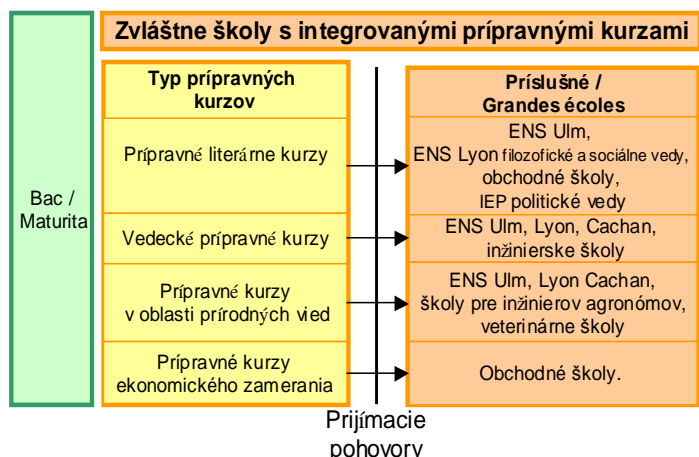 Zvláštne školy s integrovanými prípravnými kurzami
Bac /
Maturita
Typ prípravných
kurzov
Príslušné /
Grandes écoles
Prípravné literárne kurzy
ENS Ulm,
ENS Lyon filozofické a sociálne vedy,
obchodné školy,
IEP politické vedy
Vedecké prípravné kurzy
ENS Ulm, Lyon, Cachan,
inžinierske školy
Prípravné kurzy
v oblasti prírodných vied
ENS Ulm, Lyon Cachan,
školy pre inžinierov agronómov,
veterinárne školy
Prípravné kurzy
ekonomického zamerania
Obchodné školy.
Prijímacie
pohovory